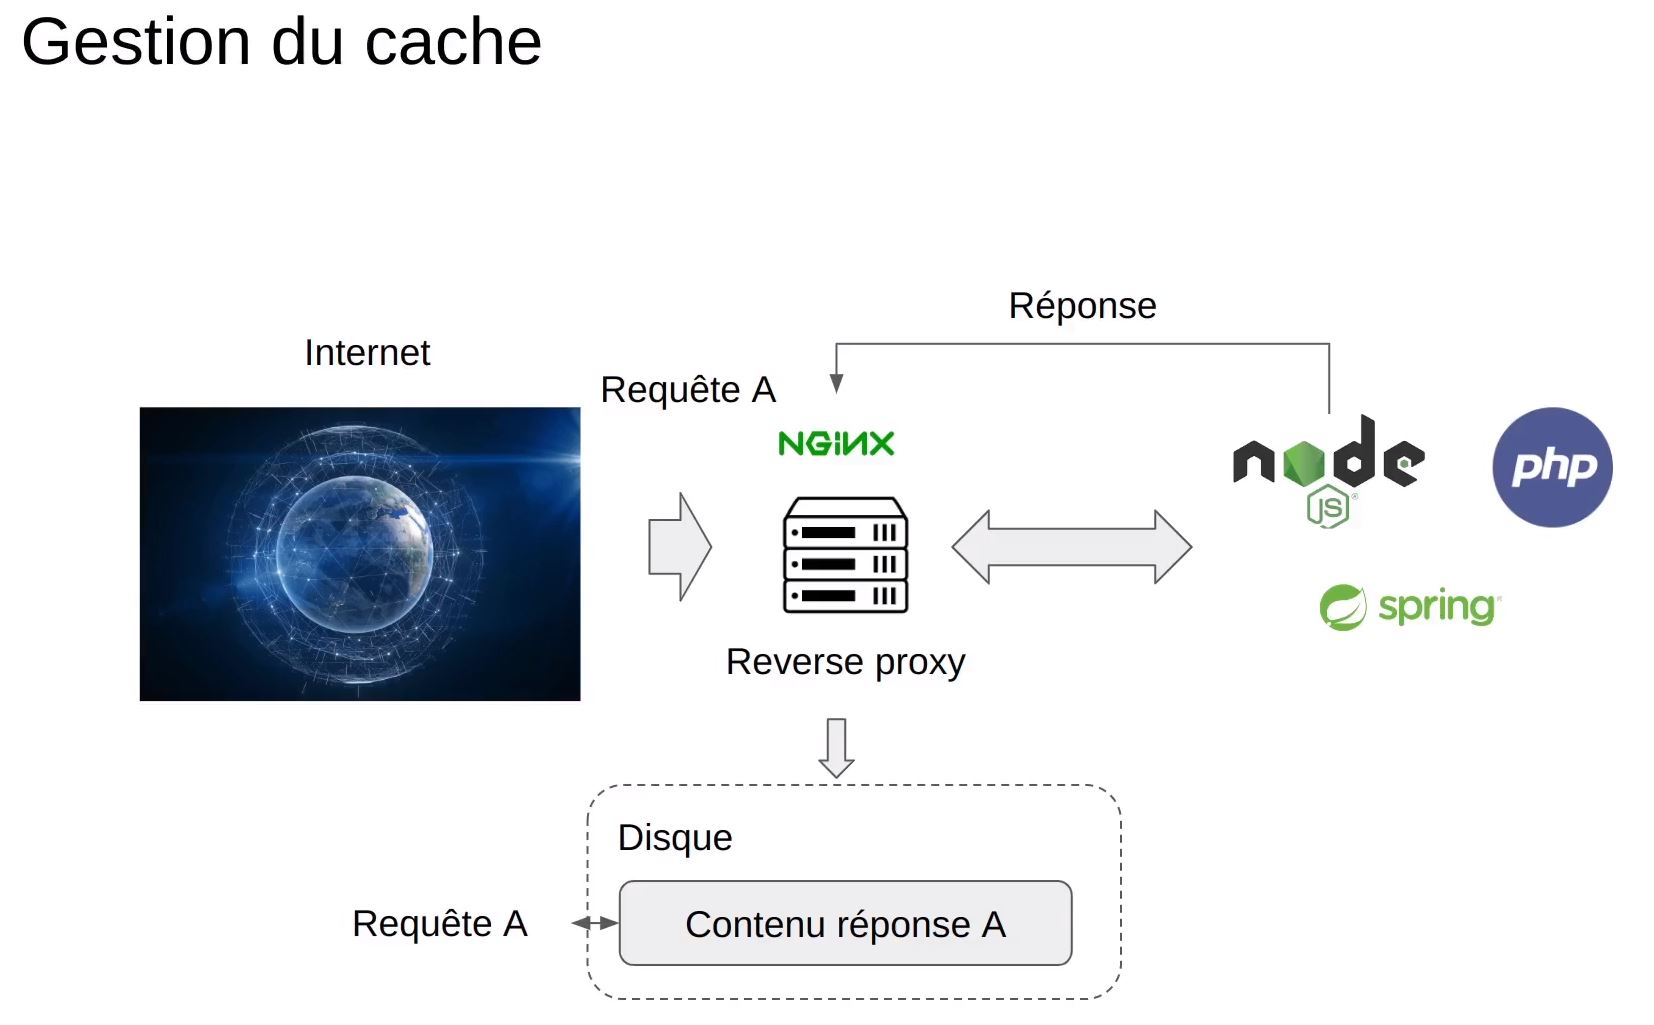 Gestion du cache
Réponse
Internet
Requête A
NGINX
node
JS
php
spring
Reverse proxy
Disque
Requête A
Contenu réponse A